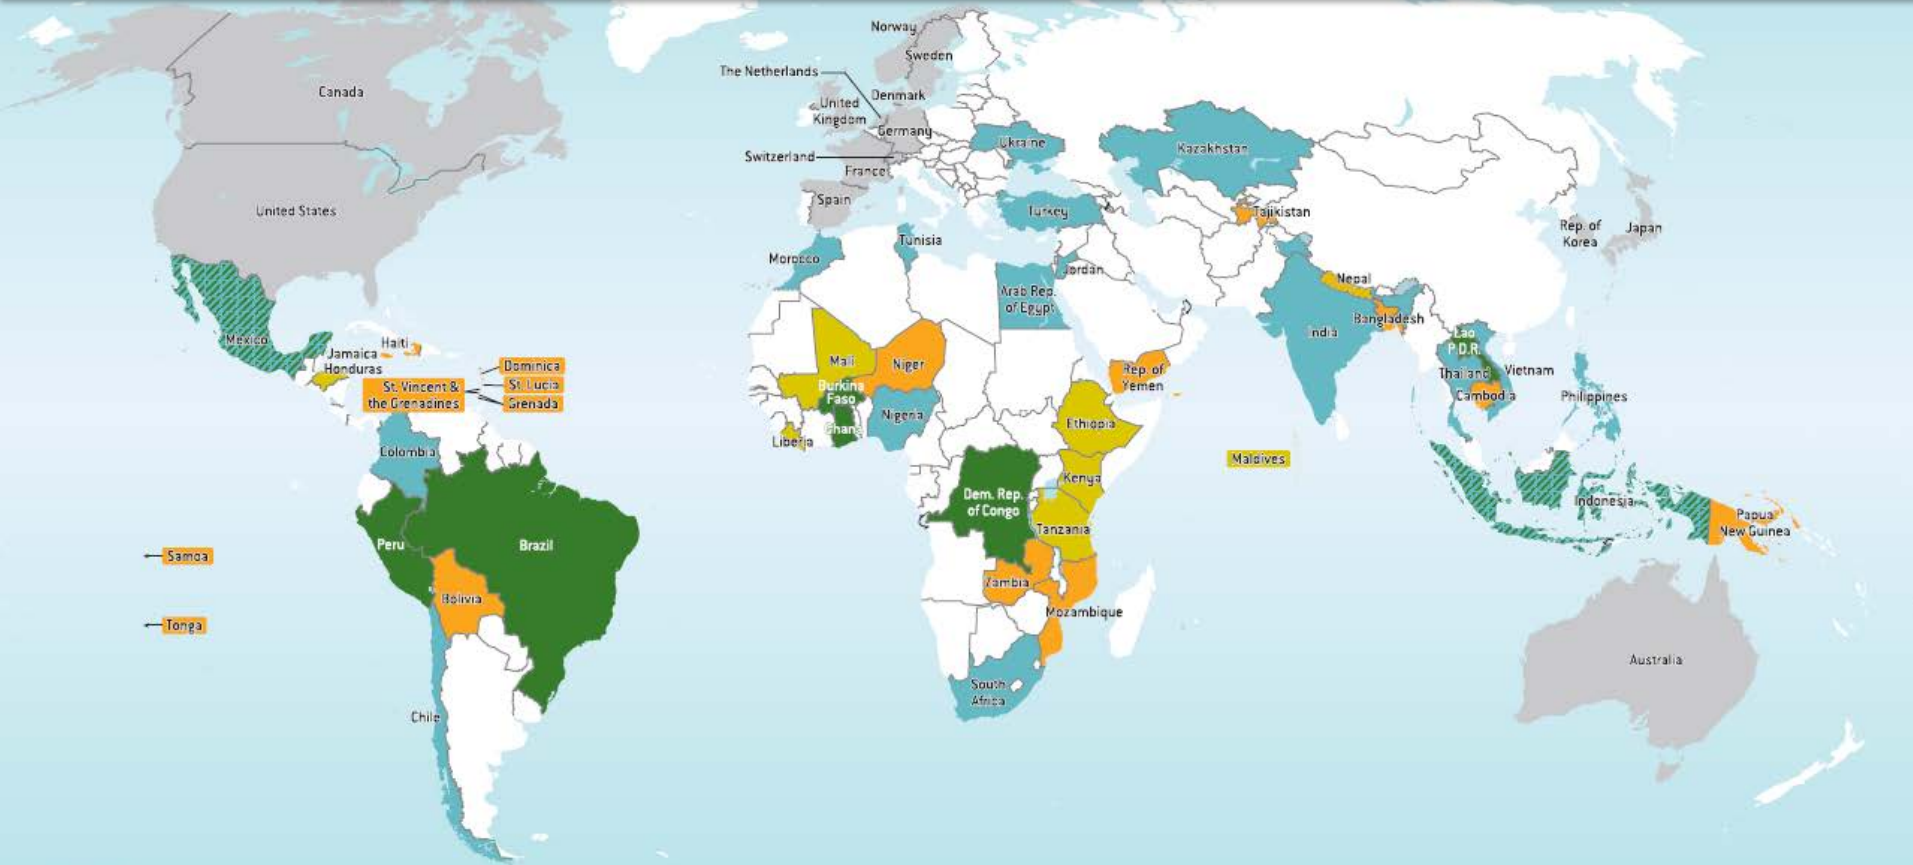 Norway
Sweden
The Netherlands
Canada
Denmark
United
Kingdom
Germany
Ukraine
Kazakhstan
Switzerland
France
Spain
United States
Turkey
Tajikistan
Rep. of
Korea
Japan
Tunisia
Morocco
Jordan
Nepal
Arab Rep.
of Egypt
Bangladesh
India
Mexico
Haiti
Jamaica
Honduras
Dominica
St. Lucia
Grenada
St. Vincent &
the Grenadines
Mali
Niger
Burkina
Faso
Rep. of
Yemen
Lao
P.D.R.
Thailand
Vietnam
Cambodia
Philippines
Nigeria
Ghana
Liberia
Ethiopia
Colombia
Maldives
Kenya
Dem. Rep.
of Congo
Tanzania
Indonesia
Papua
New Guinea
Peru
Brazil
Samoa
Zambia
Bolivia
Mozambique
Tonga
Australia
South
Africa
Chile